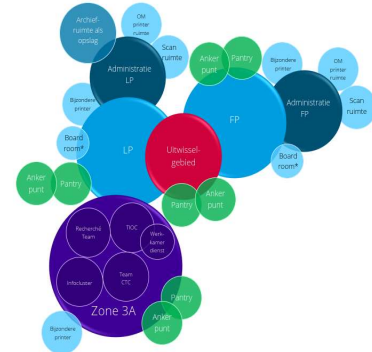 Archief-
ruimte als
opslag
OM
printer
ruimte
Scan
ruimte
Administratie
LP
Bijzondere
printer
Anker
punt
Pantry
Bijzondere
printer
OM
printer
ruimte
Scan
ruimte
Administratie
FP
FP
LP
Uitwissel-
gebied
Board
room*
Board
room*
Anker
punt
Pantry
Pantry
Anker
punt
Recherche
Team
TIOC
Werk-
kamer
dienst
Infocluster
Team
CTC
Zone 3A
Pantry
Anker
punt
Bijzondere
printer